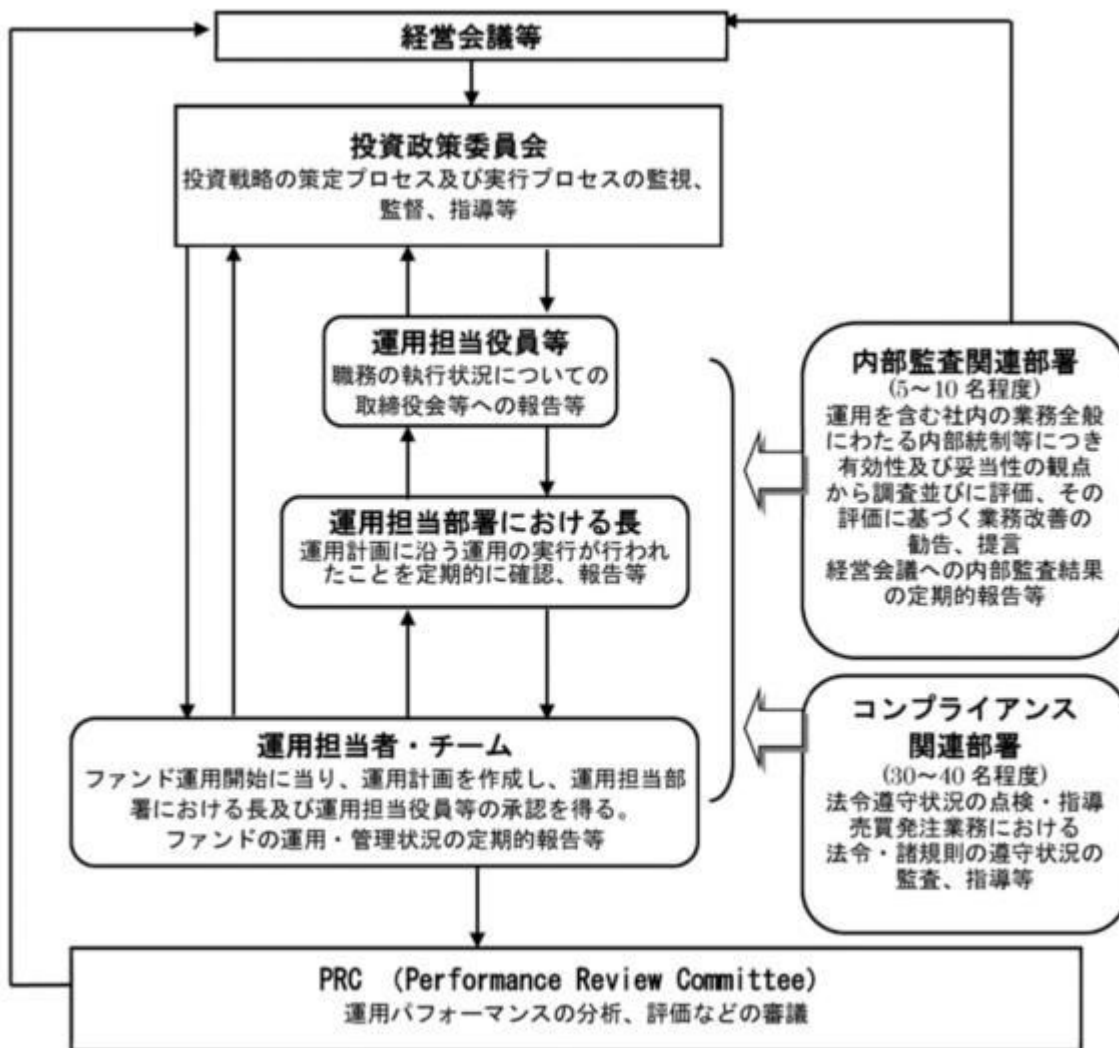 経営会議等
投資政策委員会
投資戦略の策定プロセス及び実行プロセスの監視、
監督、指導等
運用担当役員等
職務の執行状況についての
取締役会等への報告等
運用担当部署における長
運用計画に沿う運用の実行が行われ
たことを定期的に確認、報告等
運用担当者・チーム
ファンド運用開始に当り、運用計画を作成し、運用担当部
署における長及び運用担当役員等の承認を得る。
ファンドの運用・管理状況の定期的報告等
内部監査関連部署
(5～10 名程度)
運用を含む社内の業務全般
にわたる内部統制等につき
有効性及び妥当性の観点
から調査並びに評価、その
評価に基づく業務改善の
勧告、提言
経営会議への内部監査結果
の定期的報告等
コンプライアンス
関連部署
(30～40 名程度)
法令遵守状況の点検・指導
売買発注業務における
法令・諸規則の遵守状況の
監査、指導等
PRC （Performance Review Committee）
運用パフォーマンスの分析、評価などの審議